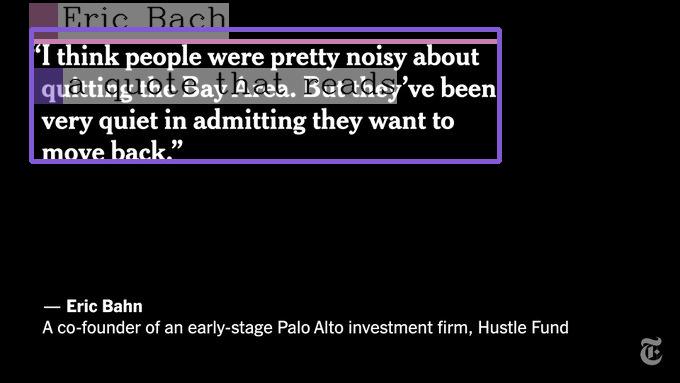 Eric Bach
“I think people were pretty noisy about
a quote that reads
quitting the Bay Area. But they’ve been
very quiet in admitting they want to
move back.”
— Eric Bahn
A co-founder of an early-stage Palo Alto investment firm, Hustle Fund
T